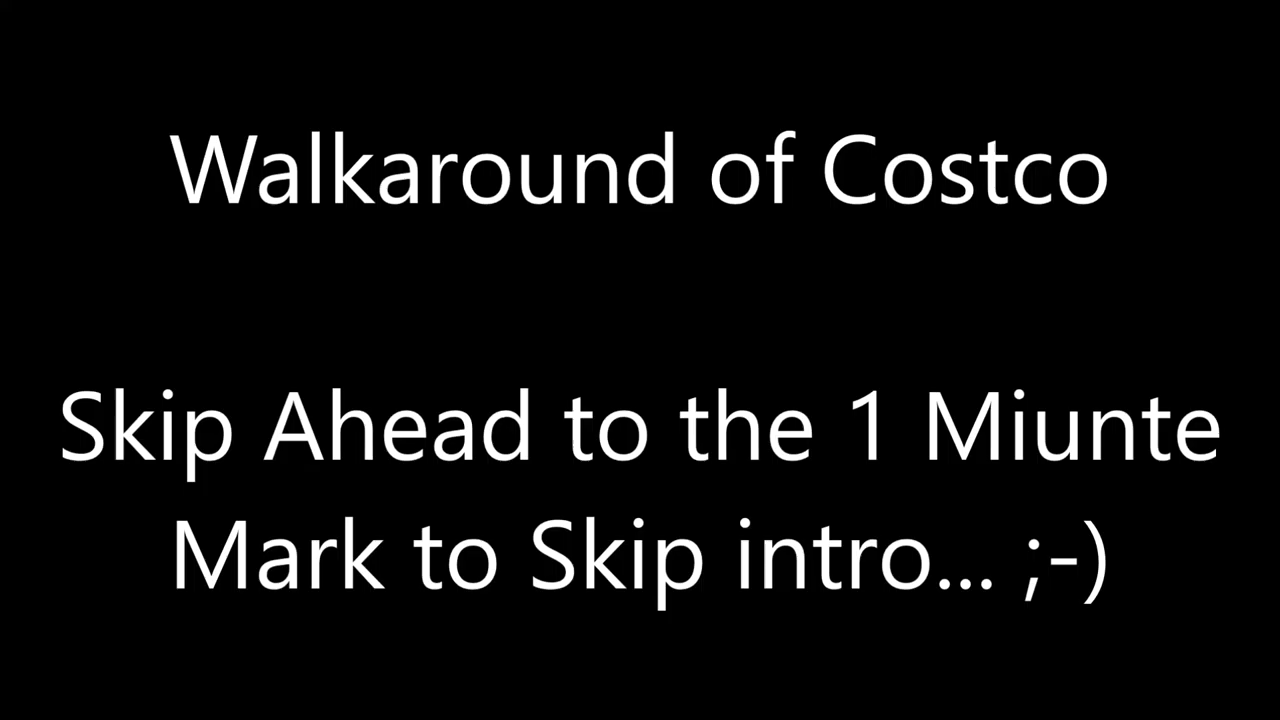 Walkaround of Costco
Skip Ahead to the 1 Miunte
Mark to Skip intro... ;-)